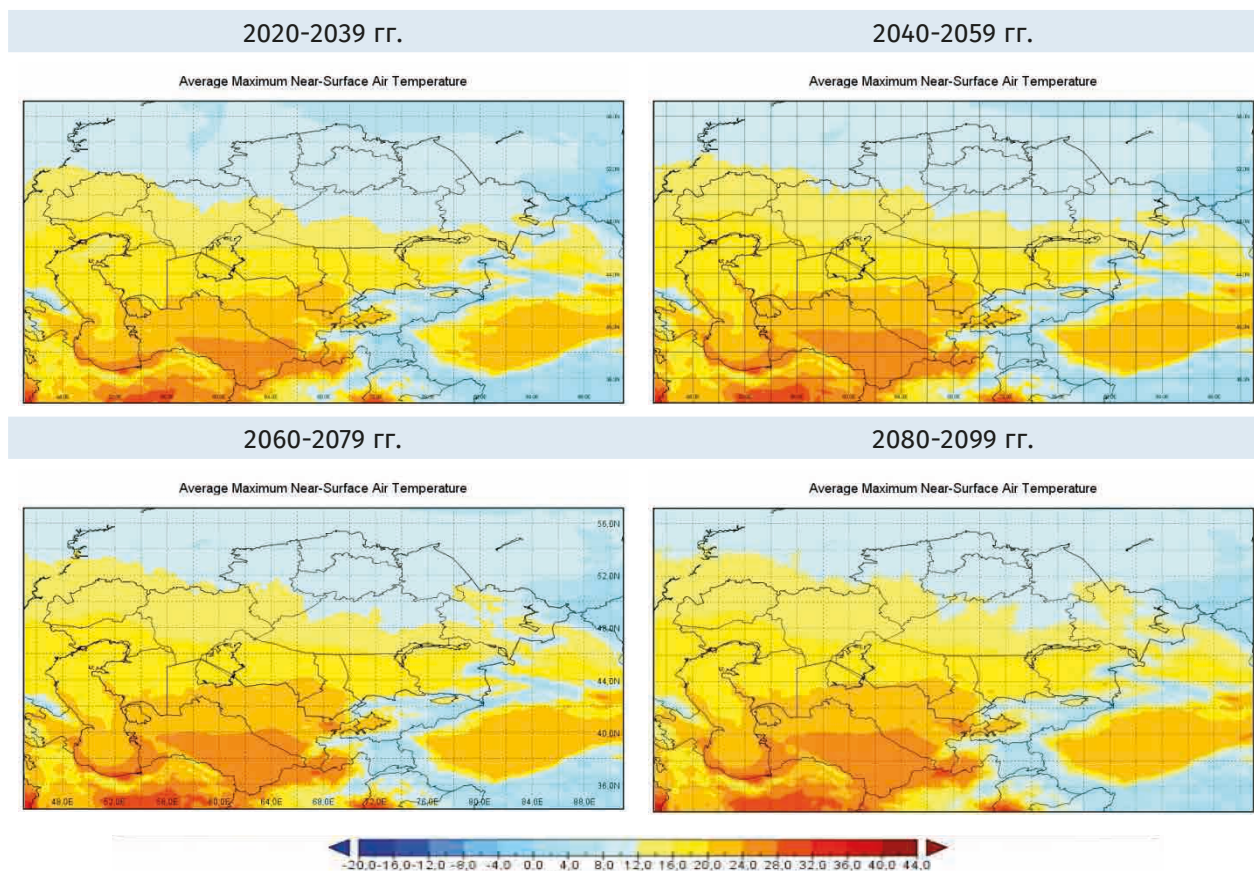 2020-2039 гг.
2040-2059 гг.
Average Maximum Near-Surface Air Temperature
Average Maximum Near-Surface Air Temperature
2060-2079 гг.
2080-2099 гг.
Average Maximum Near-Surface Air Temperature
Average Maximum Near-Surface Air Temperature
56,0N
52,0N
48,0N
44,0N
40,0N
36,0N
48,0E 52,0E 56,0E 60,0E 64,0E 68,0E 72,0E 76,0E 80,0E 84,0E 88,0E
-20,0 -16,0 -12,0 -8,0 -4,0 0,0 4,0 8,0 12,0 16,0 20,0 24,0 28,0 32,0 36,0 40,0 44,0